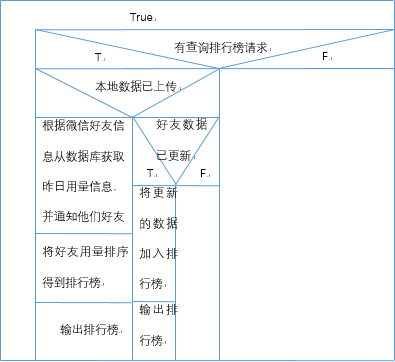 True
有查询排行榜请求
T
F
本地数据已上传
根据微信好友信
息从数据库获取
昨日用量信息，
并通知他们好友
好友数据
已更新
T
F
将更新
的数据
加入排
行榜
将好友用量排序
得到排行榜
输出排行榜
输出排
行榜